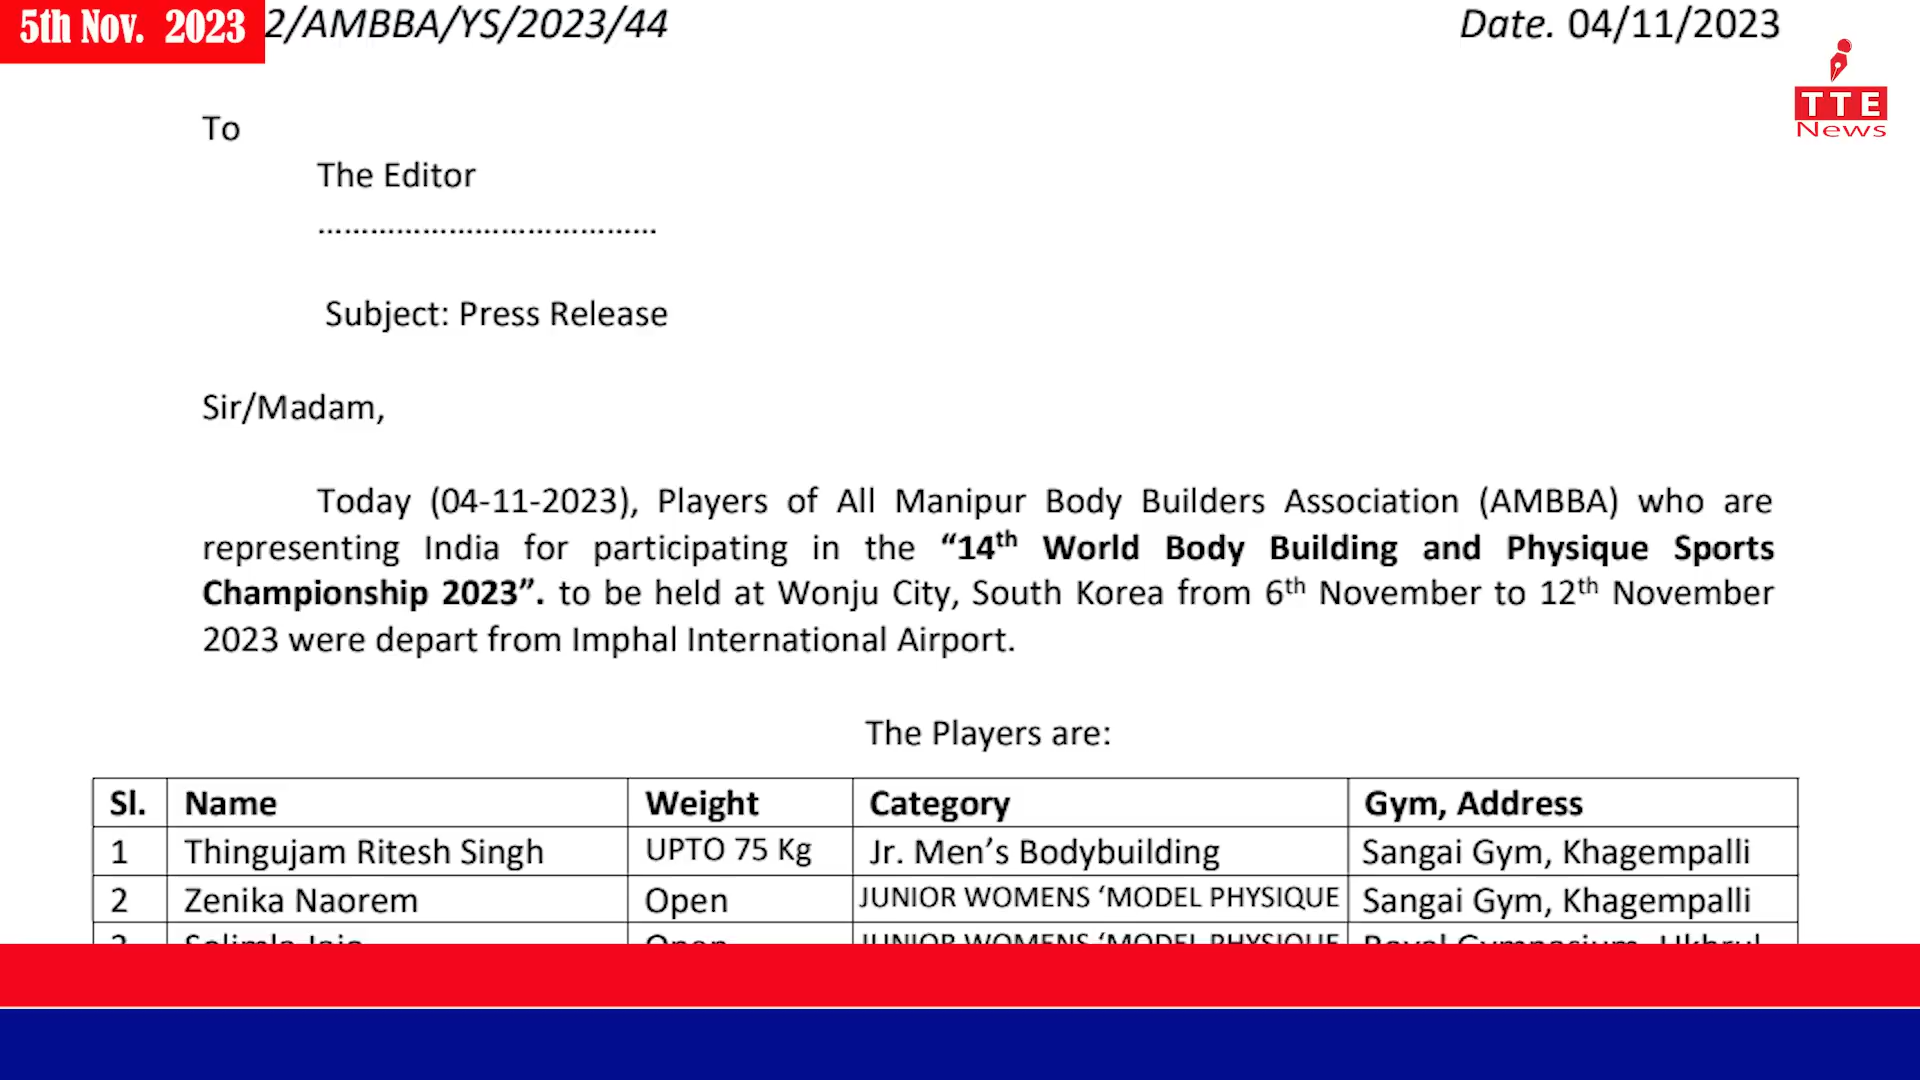 5th Nov. 2023 2/AMBBA/YS/2023/44 Date. 04/11/2023
TTE
News
To
The Editor
.......................................
Subject: Press Release
Sir/Madam,
Today (04-11-2023), Players of All Manipur Body Builders Association (AMBBA) who are
representing India for participating in the “14th World Body Building and Physique Sports
Championship 2023”. to be held at Wonju City, South Korea from 6th November to 12th November
2023 were depart from Imphal International Airport.
The Players are:
Sl. Name Weight Category Gym, Address
1 Thingujam Ritesh Singh UPTO 75 Kg Jr. Men’s Bodybuilding Sangai Gym, Khagempalli
2 Zenika Naorem Open JUNIOR WOMENS ‘MODEL PHYSIQUE Sangai Gym, Khagempalli
Open JUNIOR WOMENS ‘MODEL PHYSIQUE